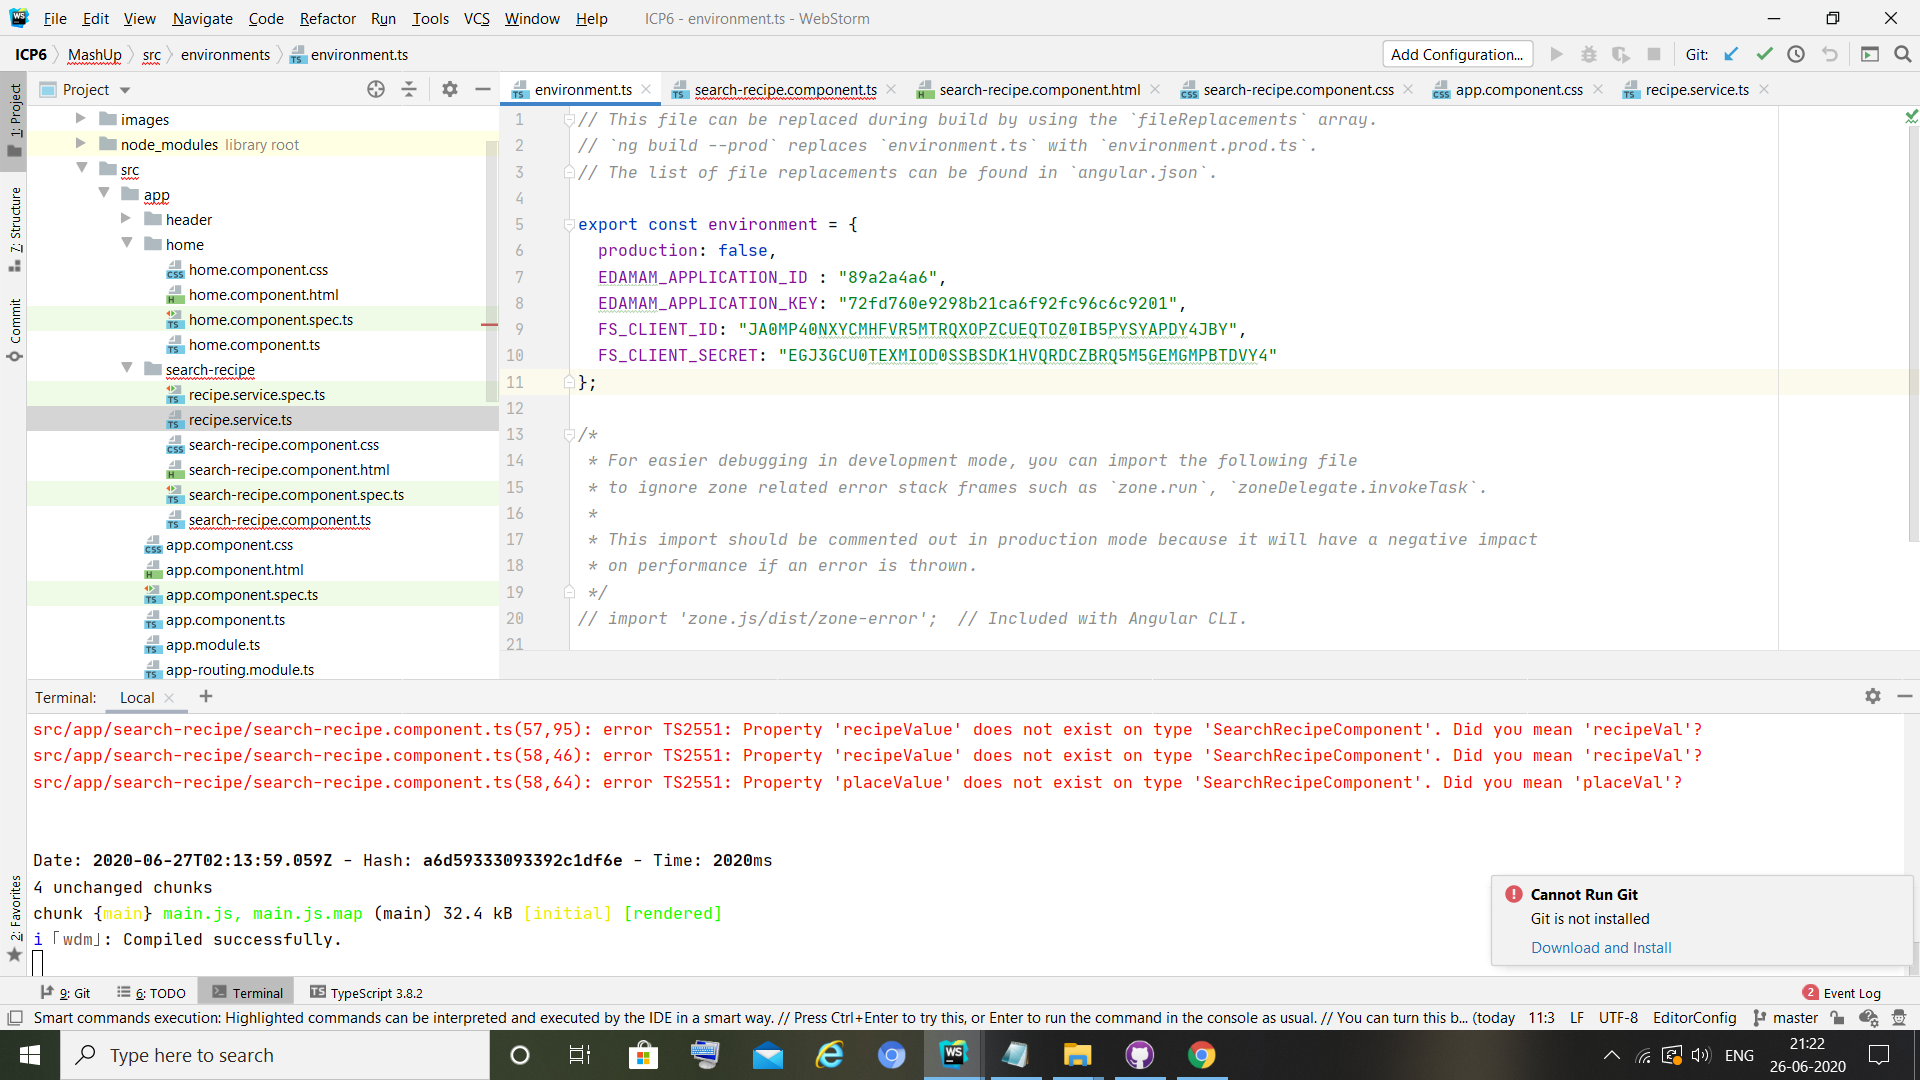 File Edit View Navigate Code Refactor Run Tools VCS Window Help ICP6 - environment.ts - WebStorm
ICP6 MashUp src environments environment.ts Add Configuration... Git:
Project
environment.ts search-recipe.component.ts search-recipe.component.html search-recipe.component.css app.component.css recipe.service.ts
1: Project
7: Structure
Commit
2: Favorites
images
node_modules library root
src
app
header
home
home.component.css
home.component.html
home.component.spec.ts
home.component.ts
search-recipe
recipe.service.spec.ts
recipe.service.ts
search-recipe.component.css
search-recipe.component.html
search-recipe.component.spec.ts
search-recipe.component.ts
app.component.css
app.component.html
app.component.spec.ts
app.component.ts
app.module.ts
app-routing.module.ts
1 // This file can be replaced during build by using the `fileReplacements` array.
2 // `ng build --prod` replaces `environment.ts` with `environment.prod.ts`.
3 // The list of file replacements can be found in `angular.json`.
4
5 export const environment = {
6 production: false,
7 EDAMAM_APPLICATION_ID : "89a2a4a6",
8 EDAMAM_APPLICATION_KEY: "72fd760e9298b21ca6f92fc96c6c9201",
9 FS_CLIENT_ID: "JA0MP40NXYCMHFVR5MTRQXOPZCUEQTOZ0IB5PYSYAPDY4JBY",
10 FS_CLIENT_SECRET: "EGJ3GCU0TEXMIOD0SSBSDK1HVQRDCZBRQ5M5GEMGMPBTDVY4"
11 };
12
13 /*
14 * For easier debugging in development mode, you can import the following file
15 * to ignore zone related error stack frames such as `zone.run`, `zoneDelegate.invokeTask`.
16 *
17 * This import should be commented out in production mode because it will have a negative impact
18 * on performance if an error is thrown.
19 */
20 // import 'zone.js/dist/zone-error';  // Included with Angular CLI.
21
Terminal: Local
src/app/search-recipe/search-recipe.component.ts(57,95): error TS2551: Property 'recipeValue' does not exist on type 'SearchRecipeComponent'. Did you mean 'recipeVal'?
src/app/search-recipe/search-recipe.component.ts(58,46): error TS2551: Property 'recipeValue' does not exist on type 'SearchRecipeComponent'. Did you mean 'recipeVal'?
src/app/search-recipe/search-recipe.component.ts(58,64): error TS2551: Property 'placeValue' does not exist on type 'SearchRecipeComponent'. Did you mean 'placeVal'?
Date: 2020-06-27T02:13:59.059Z - Hash: a6d59333093392c1df6e - Time: 2020ms
4 unchanged chunks
chunk {main} main.js, main.js.map (main) 32.4 kB [initial] [rendered]
i ｢wdm｣: Compiled successfully.
Cannot Run Git
Git is not installed
Download and Install
9: Git 6: TODO Terminal TypeScript 3.8.2 2 Event Log
Smart commands execution: Highlighted commands can be interpreted and executed by the IDE in a smart way. // Press Ctrl+Enter to try this, or Enter to run the command in the console as usual. // You can turn this b... (today 11:3 LF UTF-8 EditorConfig master
Type here to search
ENG
21:22
26-06-2020